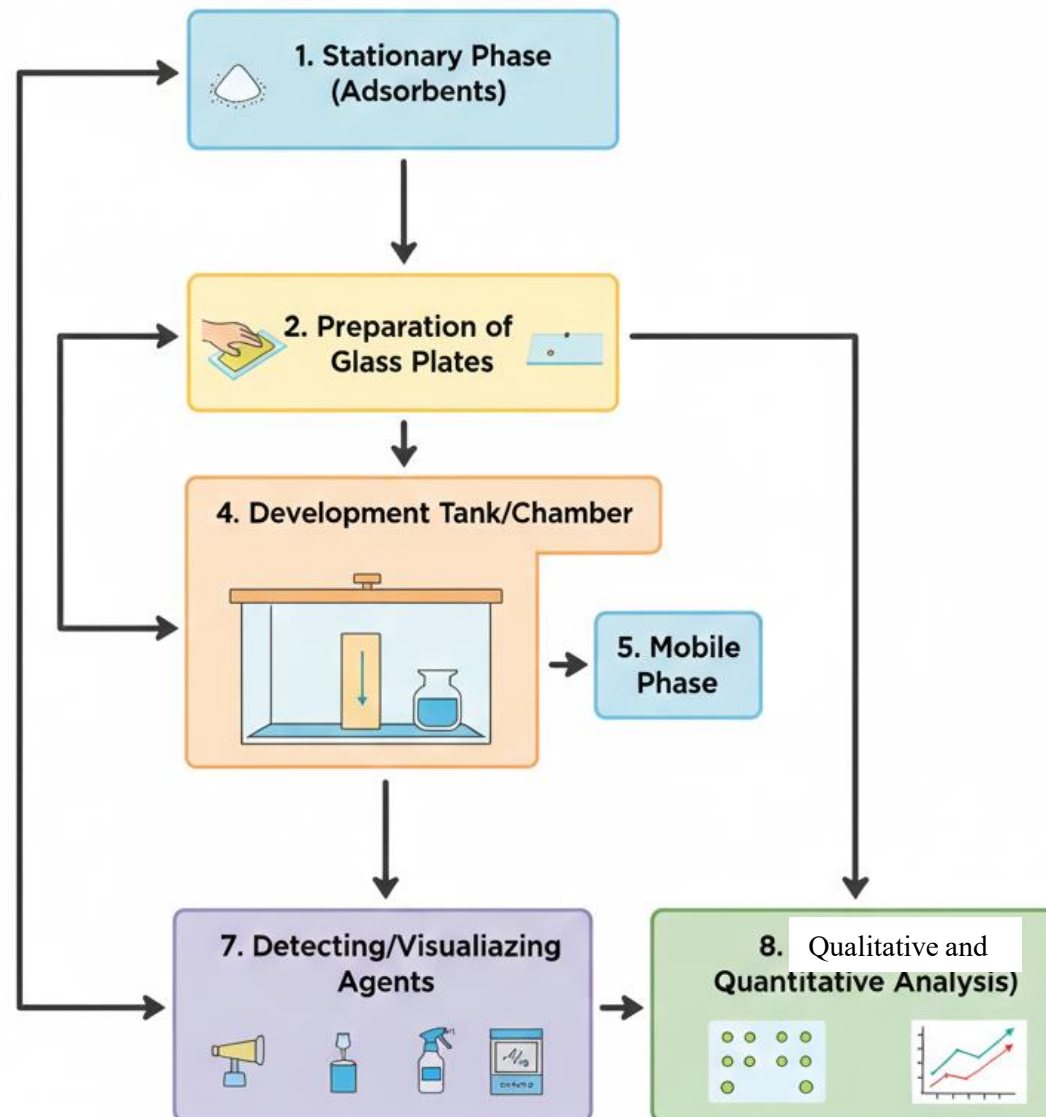 1. Stationary Phase
(Adsorbents)
2. Preparation of
Glass Plates
4. Development Tank/Chamber
5. Mobile
Phase
7. Detecting/Visualiazing
Agents
8. Qualitative and
Quantitative Analysis)